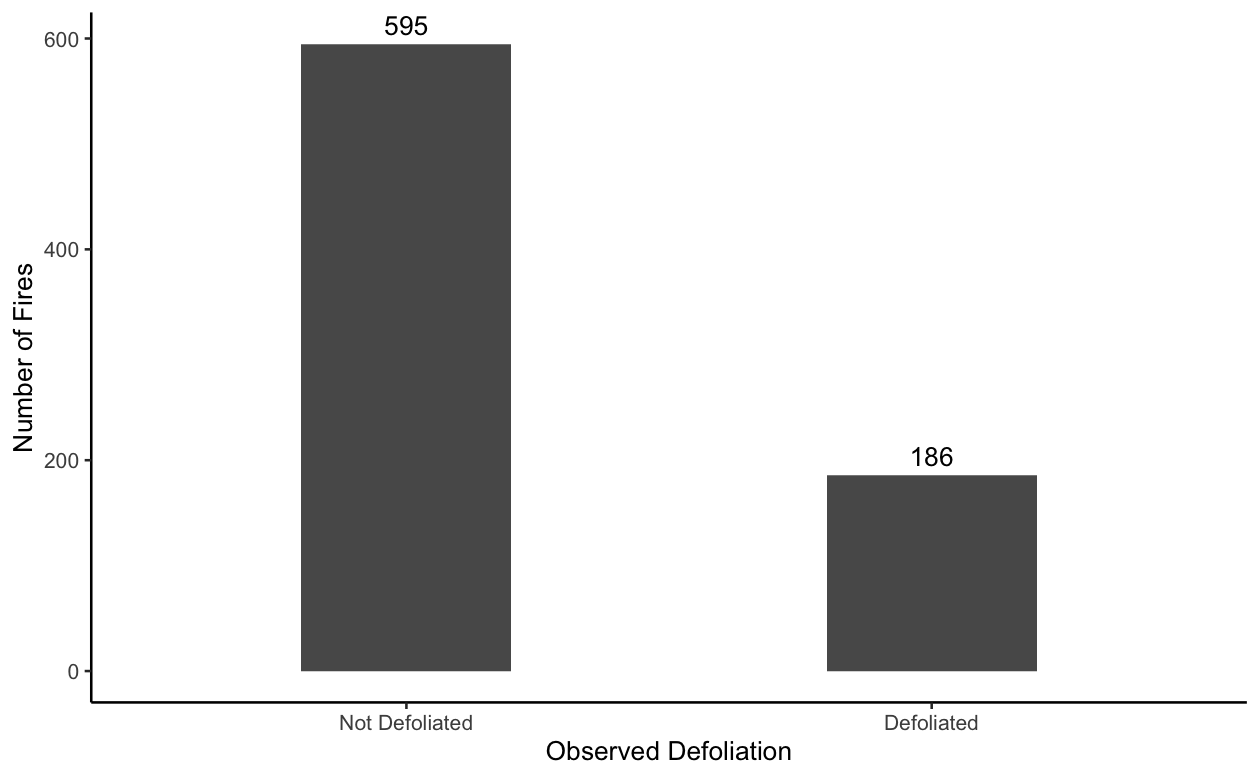 595
600
400
200
0
186
Number of Fires
Not Defoliated
Defoliated
Observed Defoliation